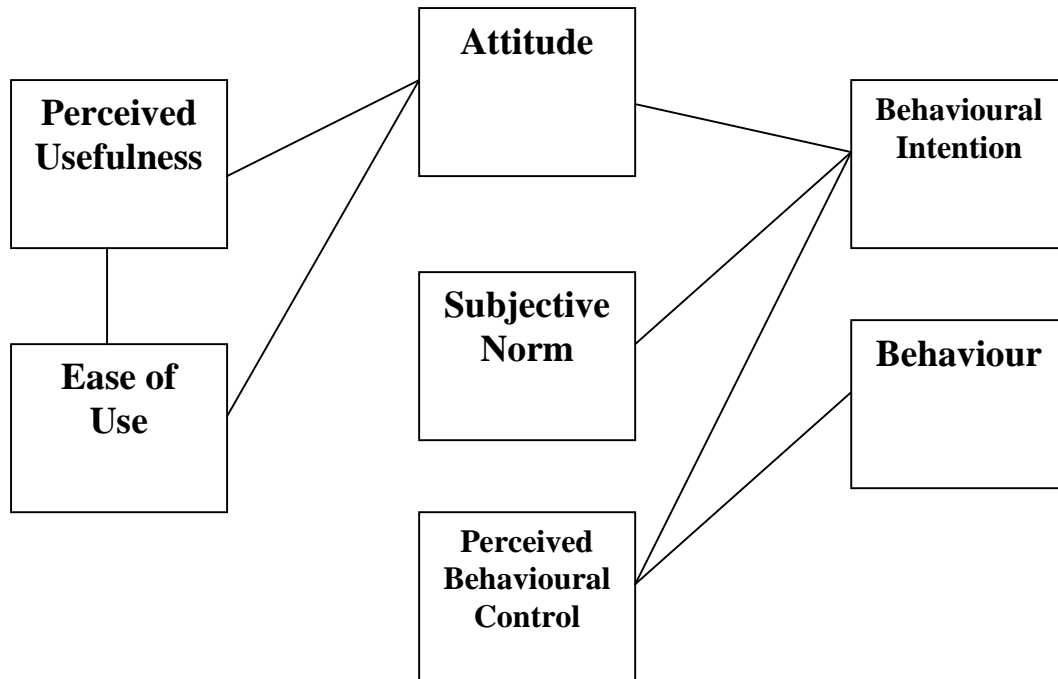 Attitude
Perceived
Usefulness
Behavioural
Intention
Subjective
Norm
Ease of
Use
Behaviour
Perceived
Behavioural
Control